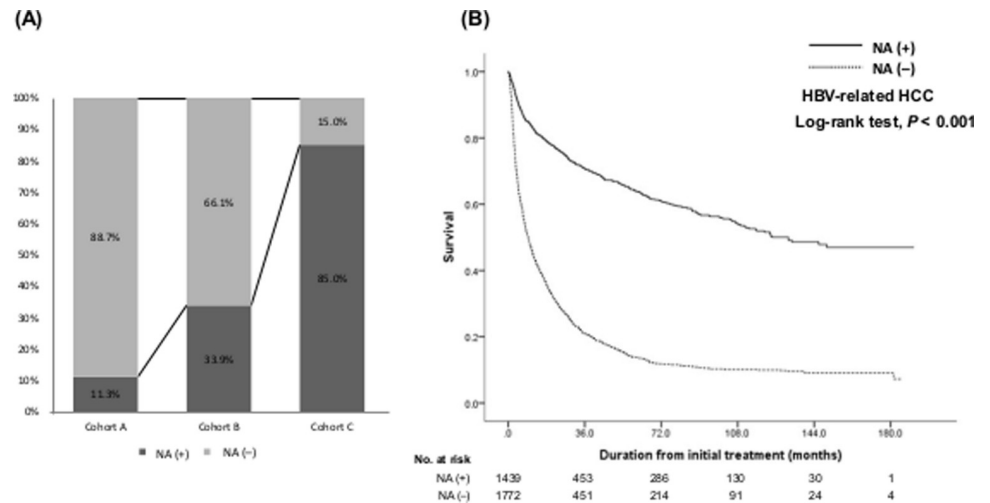 (A)
100%
90%
80%
70%
60%
50%
40%
30%
20%
10%
0%
88.7%
11.3%
66.1%
33.9%
15.0%
85.0%
Cohort A Cohort B Cohort C
NA (+) NA (−)
(B)
NA (+)
NA (−)
HBV-related HCC
Log-rank test, P < 0.001
Survival
1.0
0.8
0.6
0.4
0.2
0.0
.0 36.0 72.0 108.0 144.0 180.0
Duration from initial treatment (months)
No. at risk
NA (+) 1439 453 286 130 30 1
NA (−) 1772 451 214 91 24 4